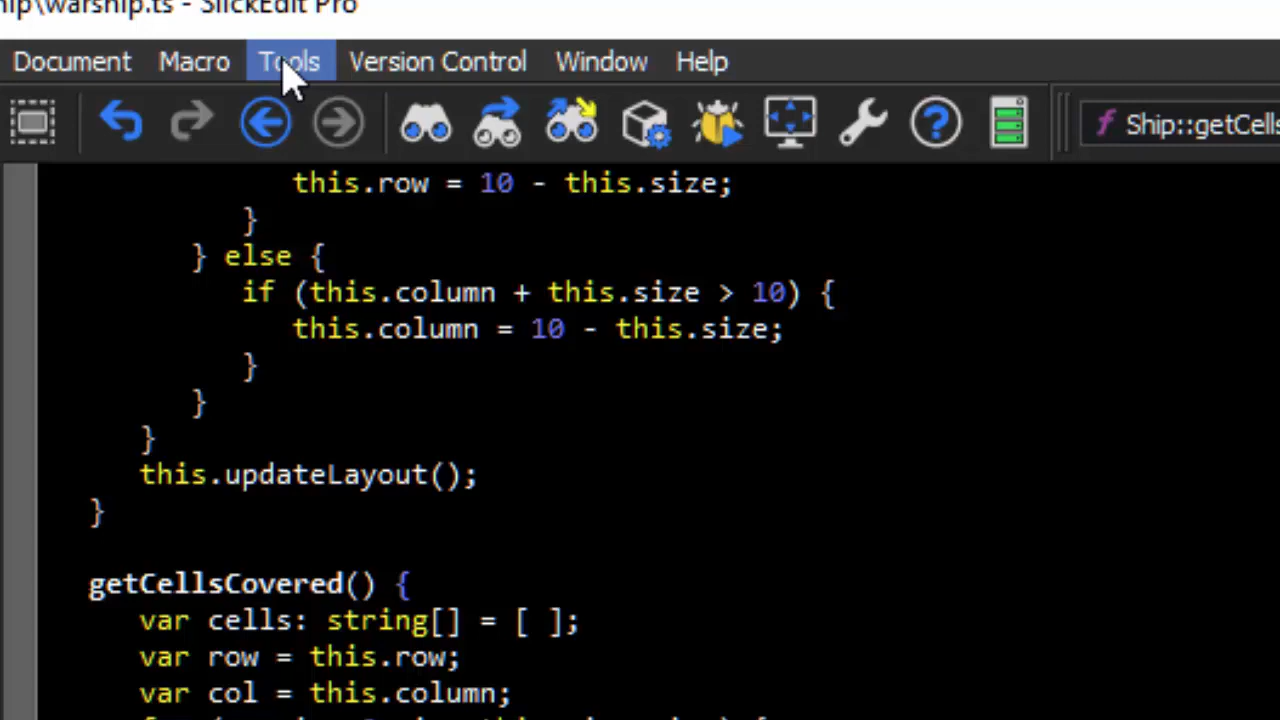 warship.ts - SlickEdit Pro
Document Macro Tools Version Control Window Help
Ship::getCells
this.row = 10 - this.size;
}
} else {
if (this.column + this.size > 10) {
this.column = 10 - this.size;
}
}
}
this.updateLayout();
}
getCellsCovered() {
var cells: string[] = [ ];
var row = this.row;
var col = this.column;